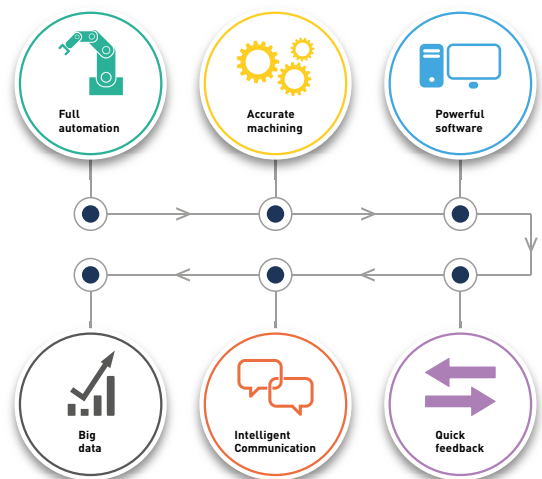 Full
automation
Accurate
machining
Powerful
software
Big
data
Intelligent
Communication
Quick
feedback